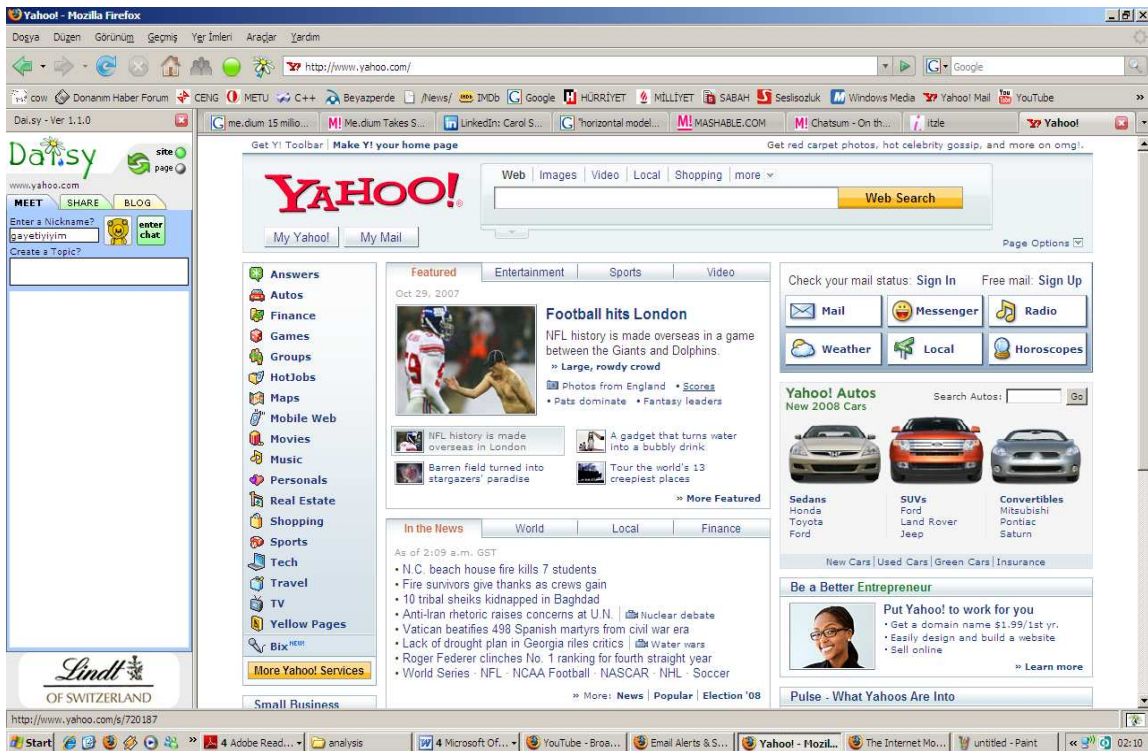 Yahoo! - Mozilla Firefox
Dosya Düzen Görünüm Geçmiş Yer İmleri Araçlar Yardım
http://www.yahoo.com/
Google
cow Donanım Haber Forum CENG METU C++ Beyazperde /News/ IMDb Google HÜRRİYET MİLLİYET SABAH Seslisozluk Windows Media Yahoo! Mail YouTube »
Dai.sy - Ver 1.1.0
me.dium 15 millio... Me.dium Takes S... LinkedIn: Carol S... "horizontal model... MASHABLE.COM Chatsum - On th... itzle Yahoo!
Dai.sy
site
page
www.yahoo.com
MEET SHARE BLOG
Enter a Nickname?
gayetiyiyim
enter chat
Create a Topic?
Lindt
OF SWITZERLAND
Get Y! Toolbar | Make Y! your home page
Get red carpet photos, hot celebrity gossip, and more on omg!.
YAHOO!
Web | Images | Video | Local | Shopping | more
Web Search
My Yahoo! My Mail
Page Options
Answers
Autos
Finance
Games
Groups
HotJobs
Maps
Mobile Web
Movies
Music
Personals
Real Estate
Shopping
Sports
Tech
Travel
TV
Yellow Pages
Bix NEW!
More Yahoo! Services
Small Business
Featured Entertainment Sports Video
Oct 29, 2007
Football hits London
NFL history is made overseas in a game
between the Giants and Dolphins.
» Large, rowdy crowd
Photos from England • Scores
• Pats dominate • Fantasy leaders
NFL history is made
overseas in London
A gadget that turns water
into a bubbly drink
Barren field turned into
stargazers' paradise
Tour the world's 13
creepiest places
» More Featured
In the News World Local Finance
As of 2:09 a.m. GST
• N.C. beach house fire kills 7 students
• Fire survivors give thanks as crews gain
• 10 tribal sheiks kidnapped in Baghdad
• Anti-Iran rhetoric raises concerns at U.N. | Nuclear debate
• Vatican beatifies 498 Spanish martyrs from civil war era
• Lack of drought plan in Georgia riles critics | Water wars
• Roger Federer clinches No. 1 ranking for fourth straight year
• World Series · NFL · NCAA Football · NASCAR · NHL · Soccer
» More: News | Popular | Election '08
Check your mail status: Sign In Free mail: Sign Up
Mail Messenger Radio
Weather Local Horoscopes
Yahoo! Autos
New 2008 Cars
Search Autos: Go
Sedans
Honda
Toyota
Ford
SUVs
Ford
Land Rover
Jeep
Convertibles
Mitsubishi
Pontiac
Saturn
New Cars | Used Cars | Green Cars | Insurance
Be a Better Entrepreneur
Put Yahoo! to work for you
• Get a domain name $1.99/1st yr.
• Easily design and build a website
• Sell online
» Learn more
Pulse - What Yahoos Are Into
http://www.yahoo.com/s/720187
Start » 4 Adobe Read... analysis 4 Microsoft Of... YouTube - Broa... Email Alerts & S... Yahoo! - Mozil... The Internet Mo... untitled - Paint « 02:18